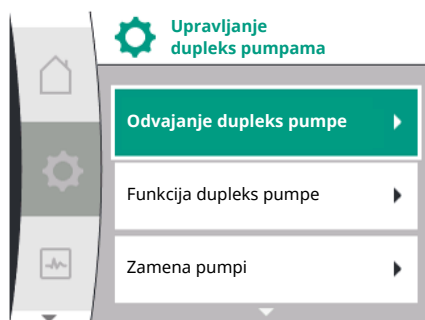 Upravljanje
dupleks pumpama
Odvajanje dupleks pumpe
Funkcija dupleks pumpe
Zamena pumpi